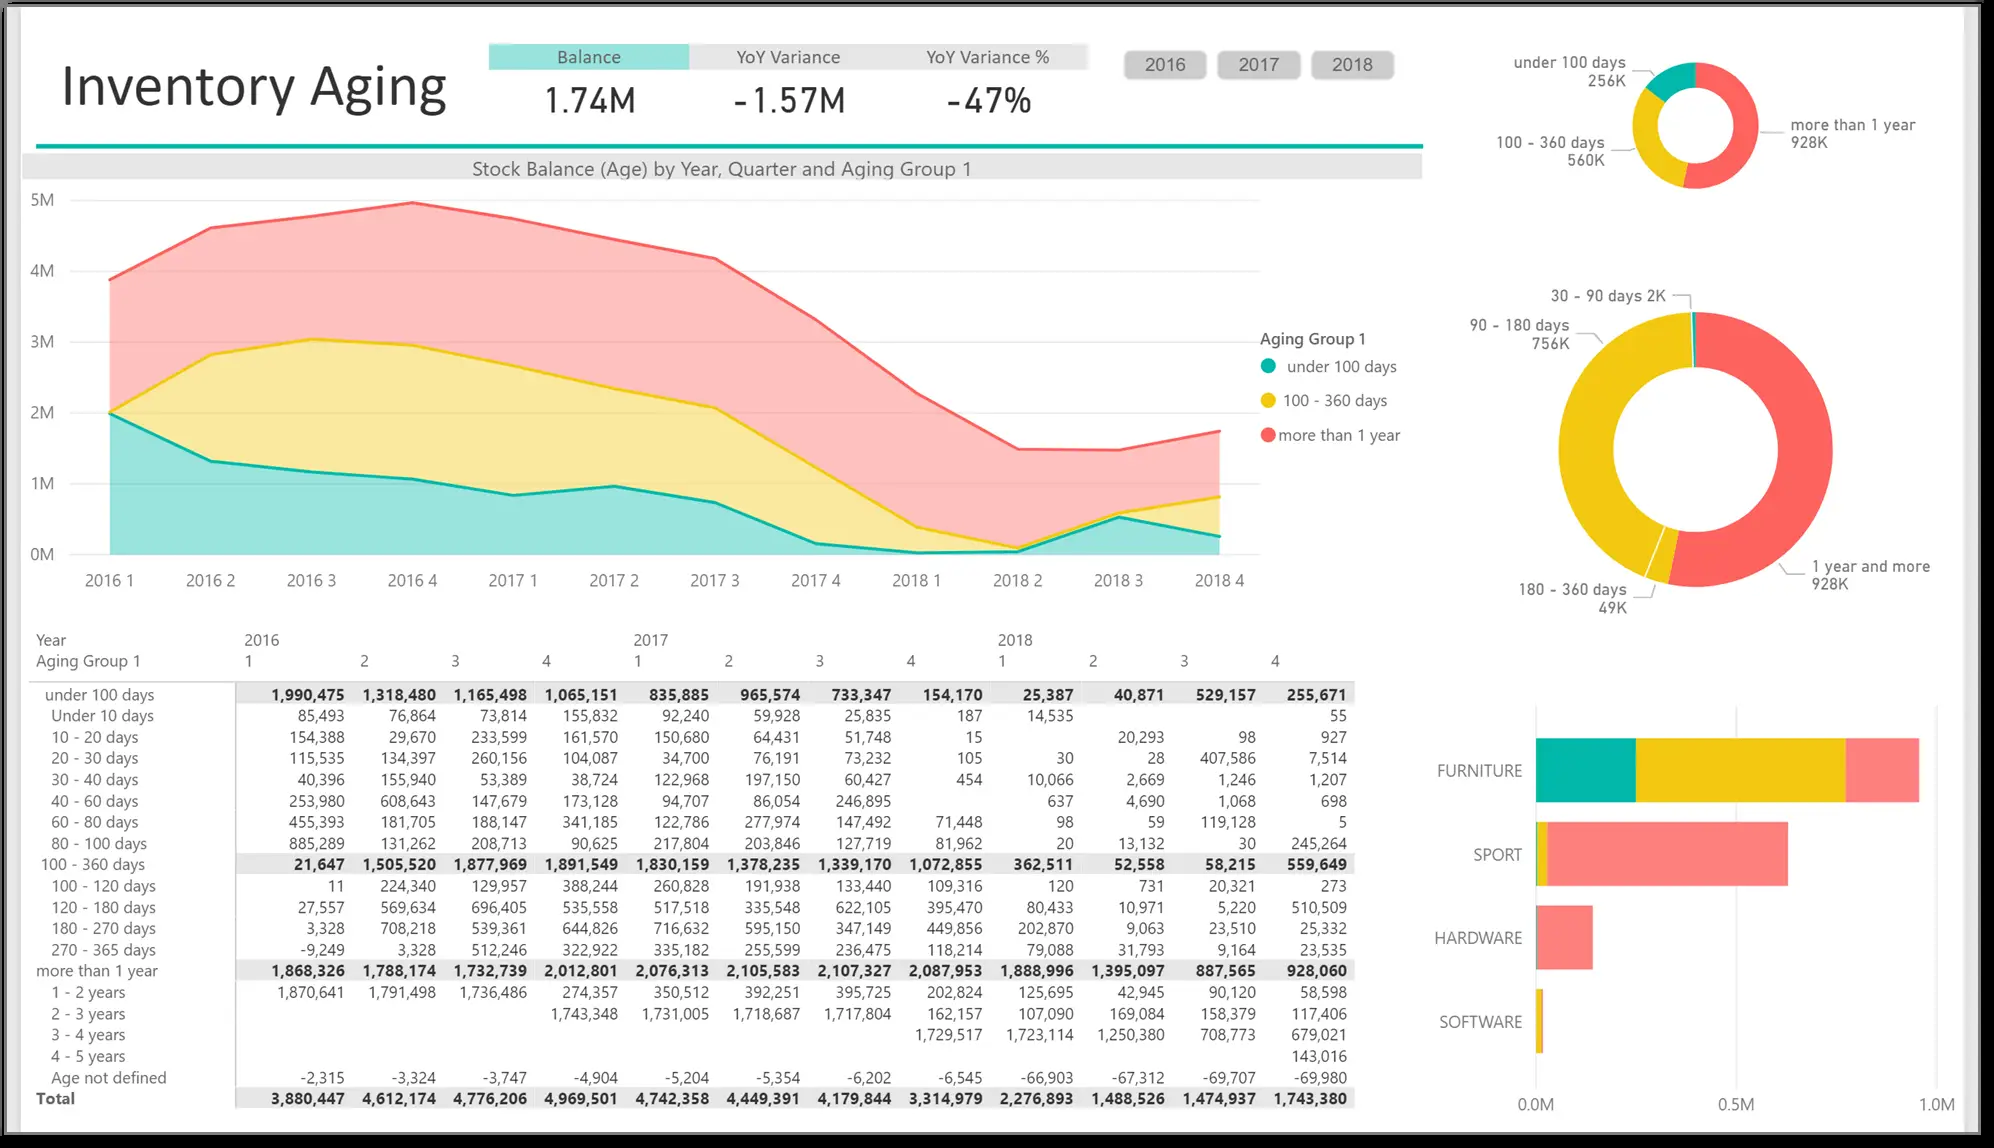 Inventory Aging
Balance YoY Variance YoY Variance %
1.74M -1.57M -47%
2016 2017 2018
Stock Balance (Age) by Year, Quarter and Aging Group 1
5M
4M
3M
2M
1M
0M
2016 1 2016 2 2016 3 2016 4 2017 1 2017 2 2017 3 2017 4 2018 1 2018 2 2018 3 2018 4
Aging Group 1
under 100 days
100 - 360 days
more than 1 year
under 100 days
256K
100 - 360 days
560K
more than 1 year
928K
30 - 90 days 2K
90 - 180 days
756K
180 - 360 days
49K
1 year and more
928K
Year 2016 2017 2018
Aging Group 1 1 2 3 4 1 2 3 4 1 2 3 4
under 100 days 1,990,475 1,318,480 1,165,498 1,065,151 835,885 965,574 733,347 154,170 25,387 40,871 529,157 255,671
Under 10 days 85,493 76,864 73,814 155,832 92,240 59,928 25,835 187 14,535 55
10 - 20 days 154,388 29,670 233,599 161,570 150,680 64,431 51,748 15 20,293 98 927
20 - 30 days 115,535 134,397 260,156 104,087 34,700 76,191 73,232 105 30 28 407,586 7,514
30 - 40 days 40,396 155,940 53,389 38,724 122,968 197,150 60,427 454 10,066 2,669 1,246 1,207
40 - 60 days 253,980 608,643 147,679 173,128 94,707 86,054 246,895 637 4,690 1,068 698
60 - 80 days 455,393 181,705 188,147 341,185 122,786 277,974 147,492 71,448 98 59 119,128 5
80 - 100 days 885,289 131,262 208,713 90,625 217,804 203,846 127,719 81,962 20 13,132 30 245,264
100 - 360 days 21,647 1,505,520 1,877,969 1,891,549 1,830,159 1,378,235 1,339,170 1,072,855 362,511 52,558 58,215 559,649
100 - 120 days 11 224,340 129,957 388,244 260,828 191,938 133,440 109,316 120 731 20,321 273
120 - 180 days 27,557 569,634 696,405 535,558 517,518 335,548 622,105 395,470 80,433 10,971 5,220 510,509
180 - 270 days 3,328 708,218 539,361 644,826 716,632 595,150 347,149 449,856 202,870 9,063 23,510 25,332
270 - 365 days -9,249 3,328 512,246 322,922 335,182 255,599 236,475 118,214 79,088 31,793 9,164 23,535
more than 1 year 1,868,326 1,788,174 1,732,739 2,012,801 2,076,313 2,105,583 2,107,327 2,087,953 1,888,996 1,395,097 887,565 928,060
1 - 2 years 1,870,641 1,791,498 1,736,486 274,357 350,512 392,251 395,725 202,824 125,695 42,945 90,120 58,598
2 - 3 years 1,743,348 1,731,005 1,718,687 1,717,804 162,157 107,090 169,084 158,379 117,406
3 - 4 years 1,729,517 1,723,114 1,250,380 708,773 679,021
4 - 5 years 143,016
Age not defined -2,315 -3,324 -3,747 -4,904 -5,204 -5,354 -6,202 -6,545 -66,903 -67,312 -69,707 -69,980
Total 3,880,447 4,612,174 4,776,206 4,969,501 4,742,358 4,449,391 4,179,844 3,314,979 2,276,893 1,488,526 1,474,937 1,743,380
FURNITURE
SPORT
HARDWARE
SOFTWARE
0.0M 0.5M 1.0M